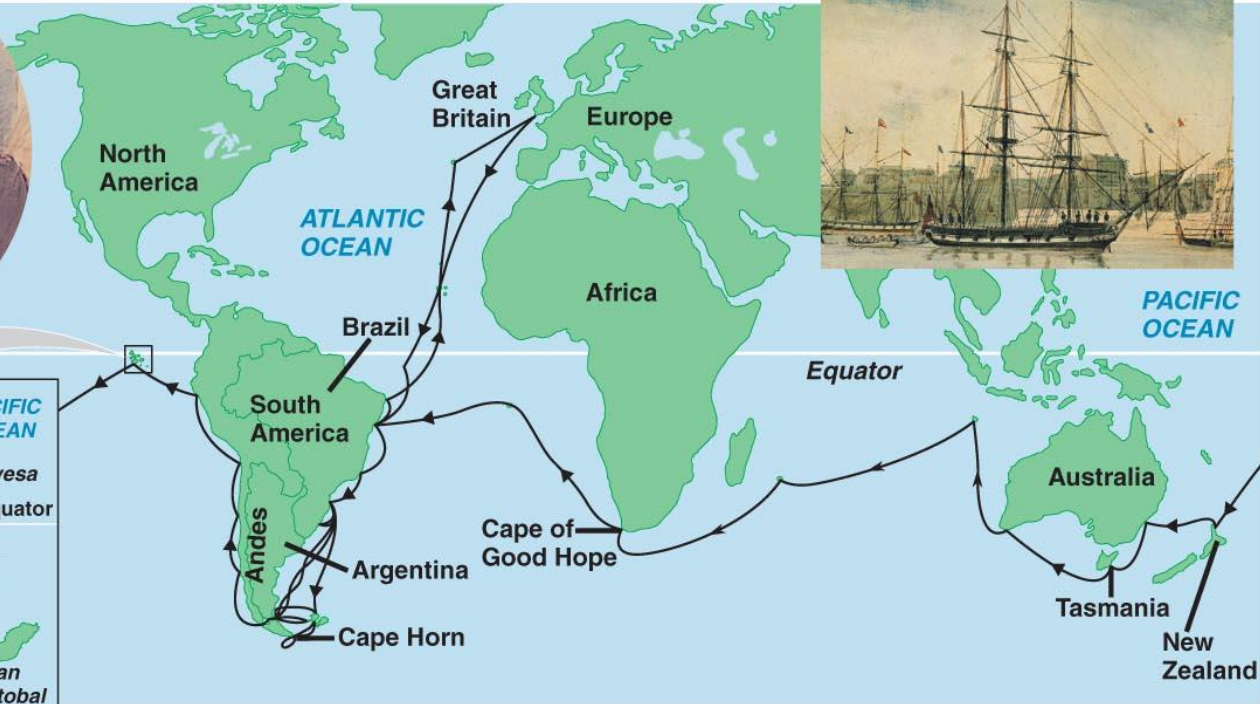 Great
Britain
Europe
North
America
ATLANTIC
OCEAN
Africa
PACIFIC
OCEAN
Brazil
Equator
South
America
Australia
Andes
Cape of
Good Hope
Argentina
Tasmania
Cape Horn
New
Zealand